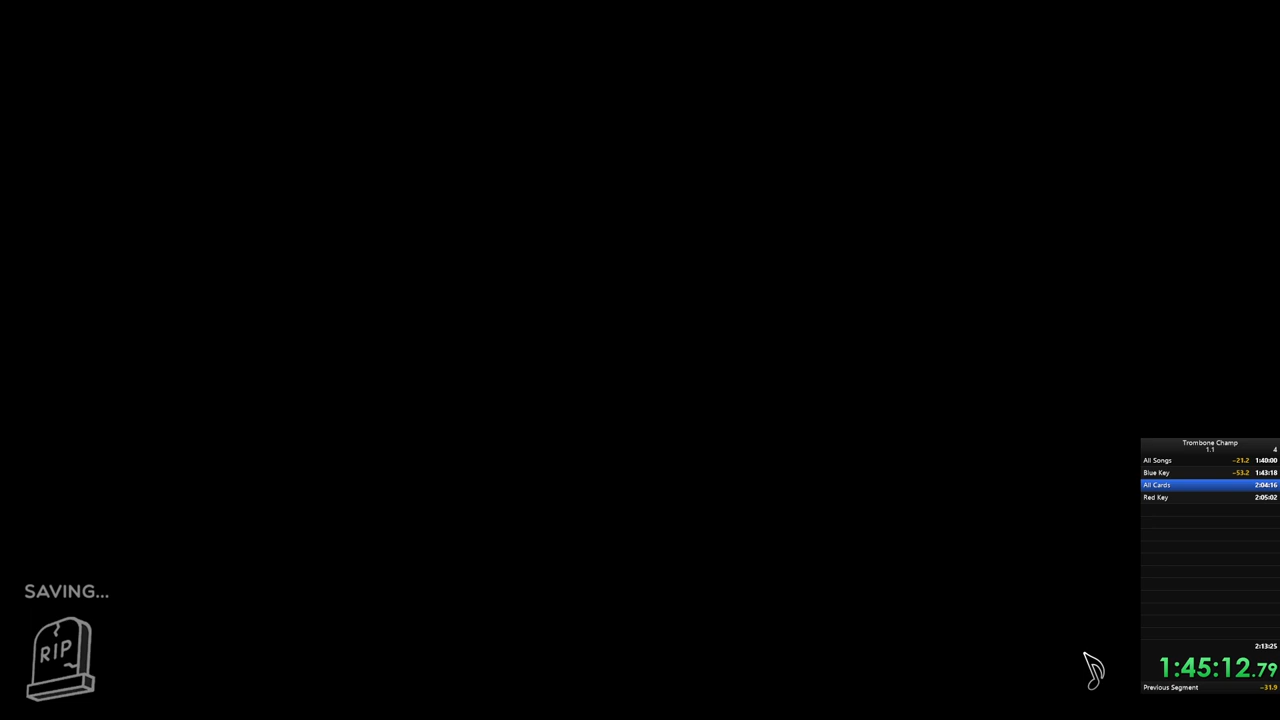 SAVING...
RIP
Trombone Champ
1.1 4
All Songs -21.2 1:40:00
Blue Key -53.2 1:43:18
All Cards 2:04:16
Red Key 2:05:02
2:13:25
1:45:12.79
Previous Segment -31.9